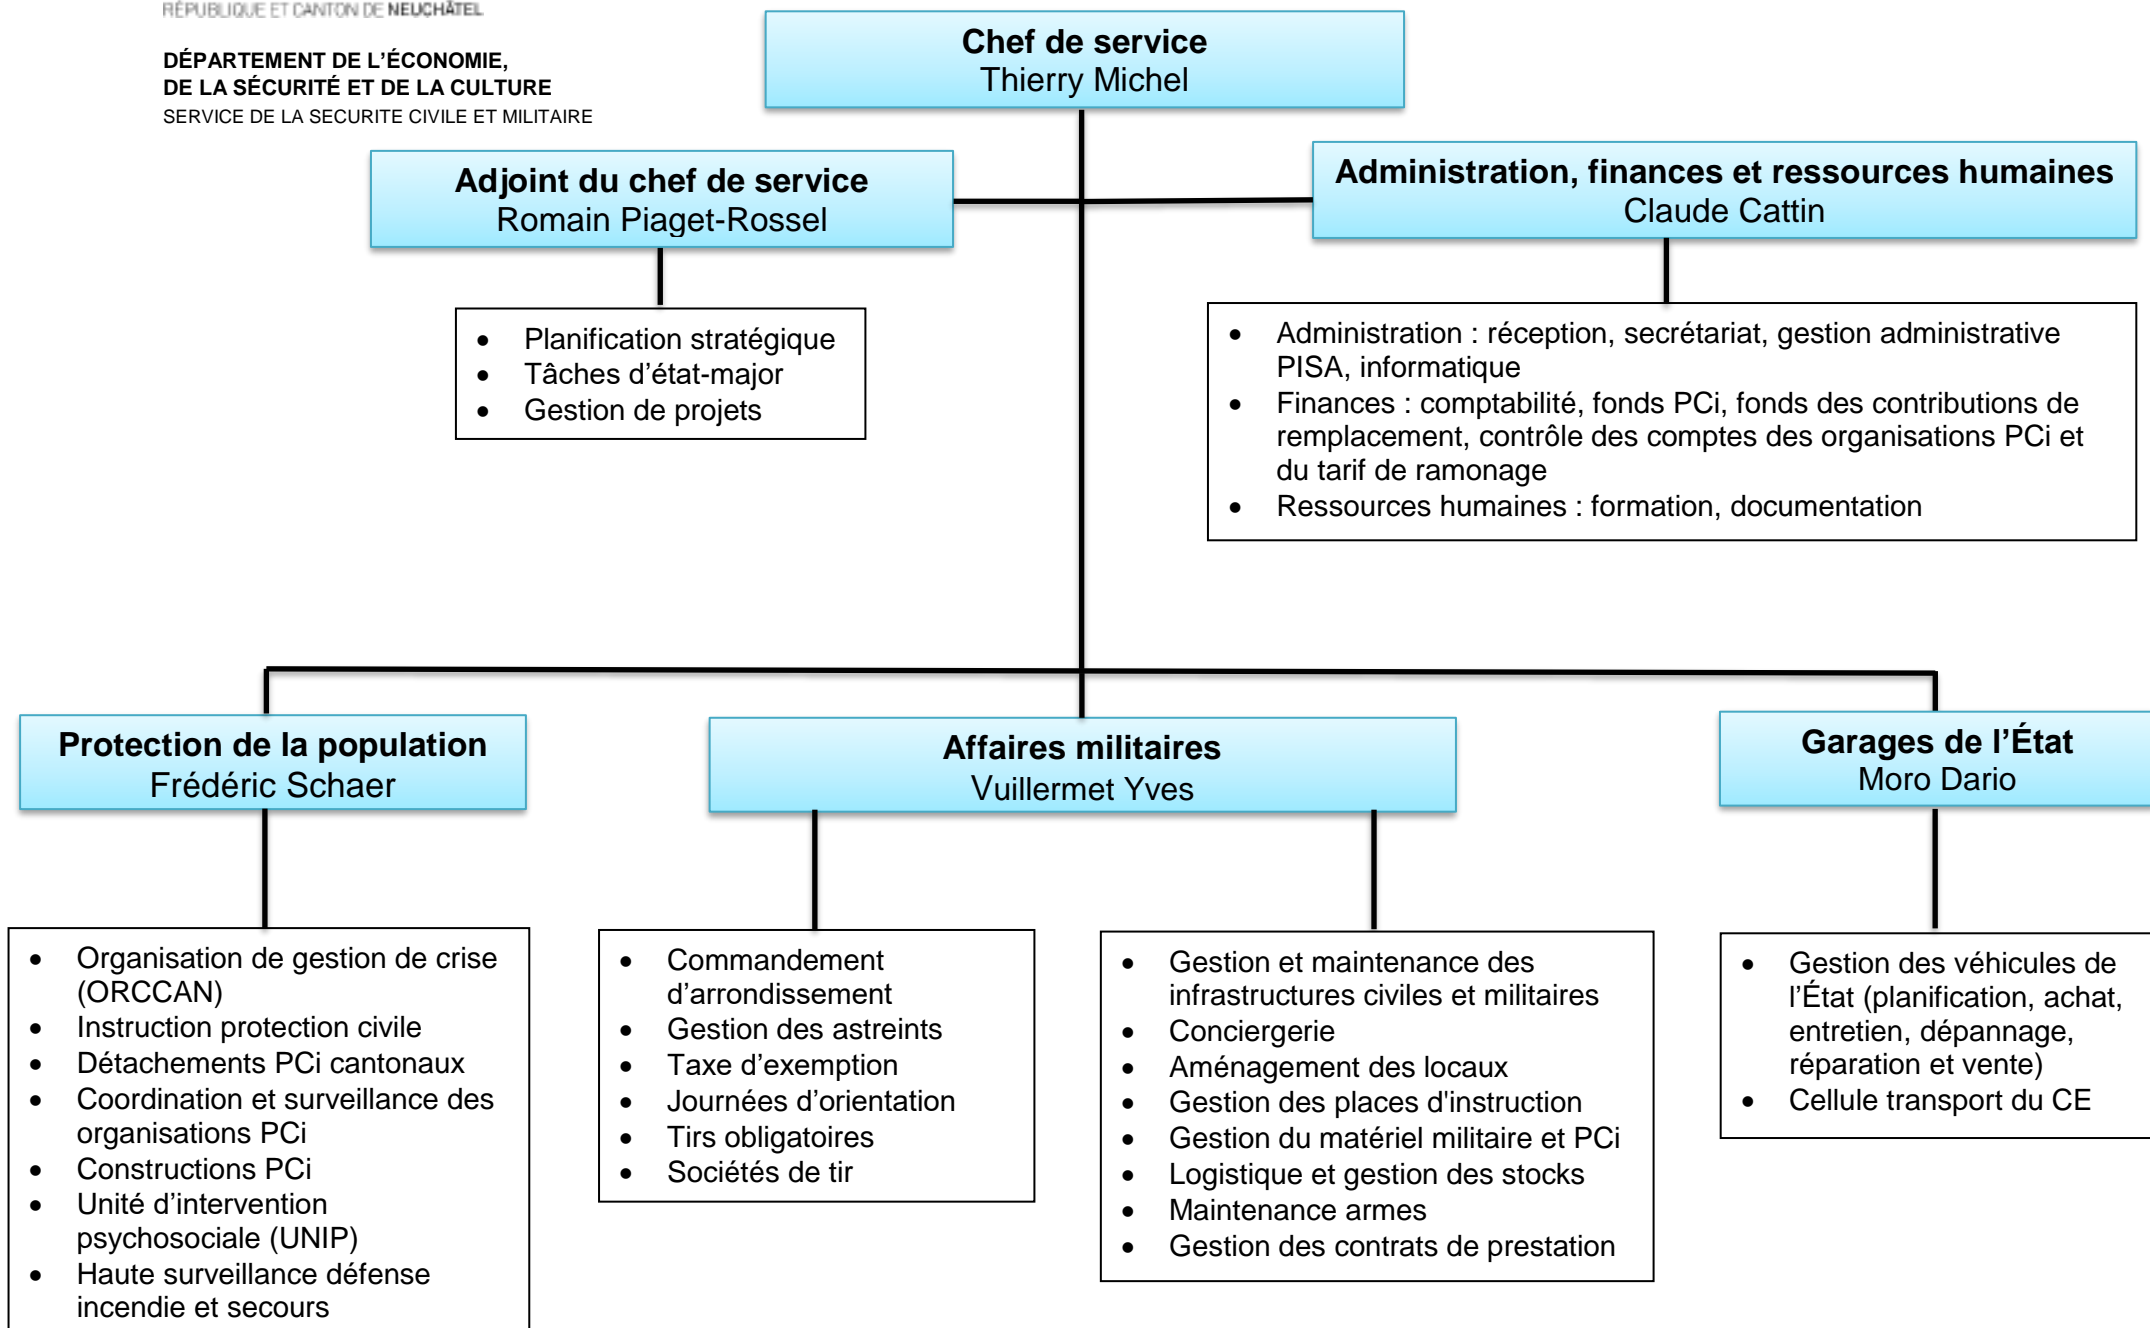 RÉPUBLIQUE ET CANTON DE NEUCHÂTEL
DÉPARTEMENT DE L’ÉCONOMIE,
DE LA SÉCURITÉ ET DE LA CULTURE
SERVICE DE LA SECURITE CIVILE ET MILITAIRE
Chef de service
Thierry Michel
Adjoint du chef de service
Romain Piaget-Rossel
Administration, finances et ressources humaines
Claude Cattin
• Planification stratégique
• Tâches d’état-major
• Gestion de projets
• Administration : réception, secrétariat, gestion administrative
PISA, informatique
• Finances : comptabilité, fonds PCi, fonds des contributions de
remplacement, contrôle des comptes des organisations PCi et
du tarif de ramonage
• Ressources humaines : formation, documentation
Protection de la population
Frédéric Schaer
Affaires militaires
Vuillermet Yves
Garages de l’État
Moro Dario
• Organisation de gestion de crise
(ORCCAN)
• Instruction protection civile
• Détachements PCi cantonaux
• Coordination et surveillance des
organisations PCi
• Constructions PCi
• Unité d’intervention
psychosociale (UNIP)
• Haute surveillance défense
incendie et secours
• Commandement
d’arrondissement
• Gestion des astreints
• Taxe d’exemption
• Journées d’orientation
• Tirs obligatoires
• Sociétés de tir
• Gestion et maintenance des
infrastructures civiles et militaires
• Conciergerie
• Aménagement des locaux
• Gestion des places d'instruction
• Gestion du matériel militaire et PCi
• Logistique et gestion des stocks
• Maintenance armes
• Gestion des contrats de prestation
• Gestion des véhicules de
l’État (planification, achat,
entretien, dépannage,
réparation et vente)
• Cellule transport du CE